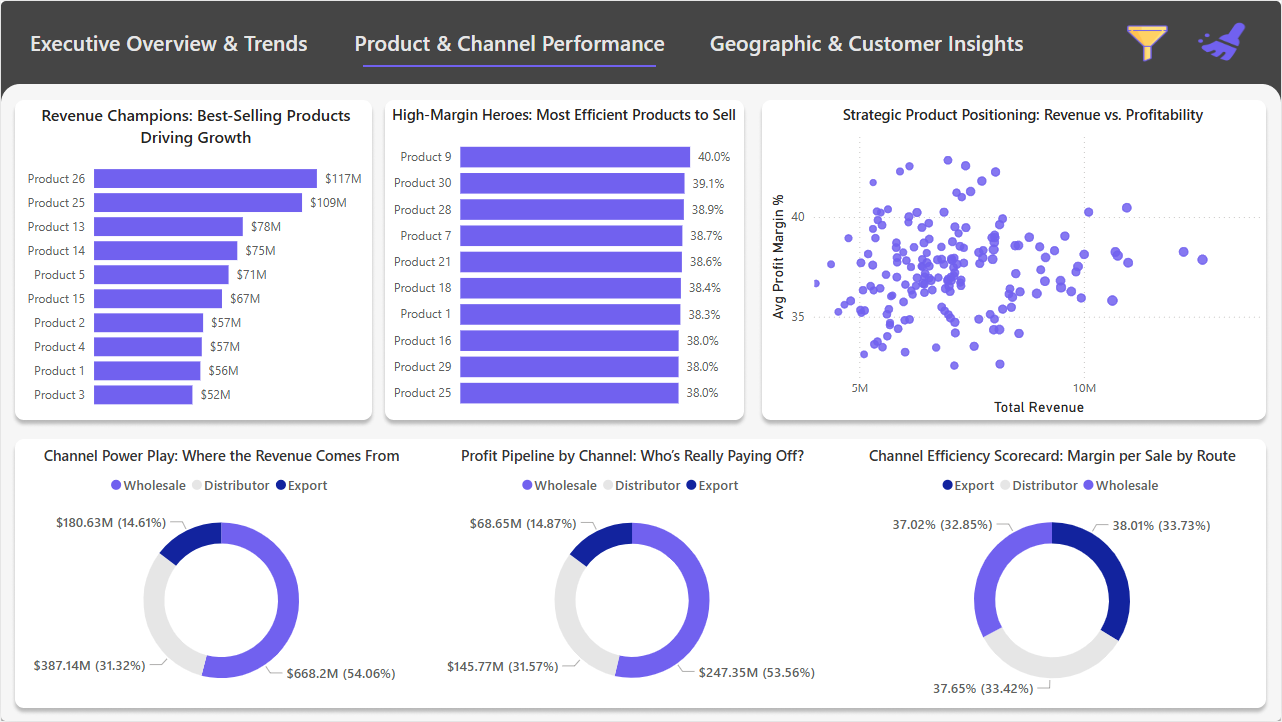 Executive Overview & Trends
Product & Channel Performance
Geographic & Customer Insights
Revenue Champions: Best-Selling Products
Driving Growth
Product 26 $117M
Product 25 $109M
Product 13 $78M
Product 14 $75M
Product 5 $71M
Product 15 $67M
Product 2 $57M
Product 4 $57M
Product 1 $56M
Product 3 $52M
High-Margin Heroes: Most Efficient Products to Sell
Product 9 40.0%
Product 30 39.1%
Product 28 38.9%
Product 7 38.7%
Product 21 38.6%
Product 18 38.4%
Product 1 38.3%
Product 16 38.0%
Product 29 38.0%
Product 25 38.0%
Strategic Product Positioning: Revenue vs. Profitability
Avg Profit Margin %
40
35
5M 10M
Total Revenue
Channel Power Play: Where the Revenue Comes From
Wholesale Distributor Export
$180.63M (14.61%)
$387.14M (31.32%)
$668.2M (54.06%)
Profit Pipeline by Channel: Who’s Really Paying Off?
Wholesale Distributor Export
$68.65M (14.87%)
$145.77M (31.57%)
$247.35M (53.56%)
Channel Efficiency Scorecard: Margin per Sale by Route
Export Distributor Wholesale
37.02% (32.85%)
38.01% (33.73%)
37.65% (33.42%)